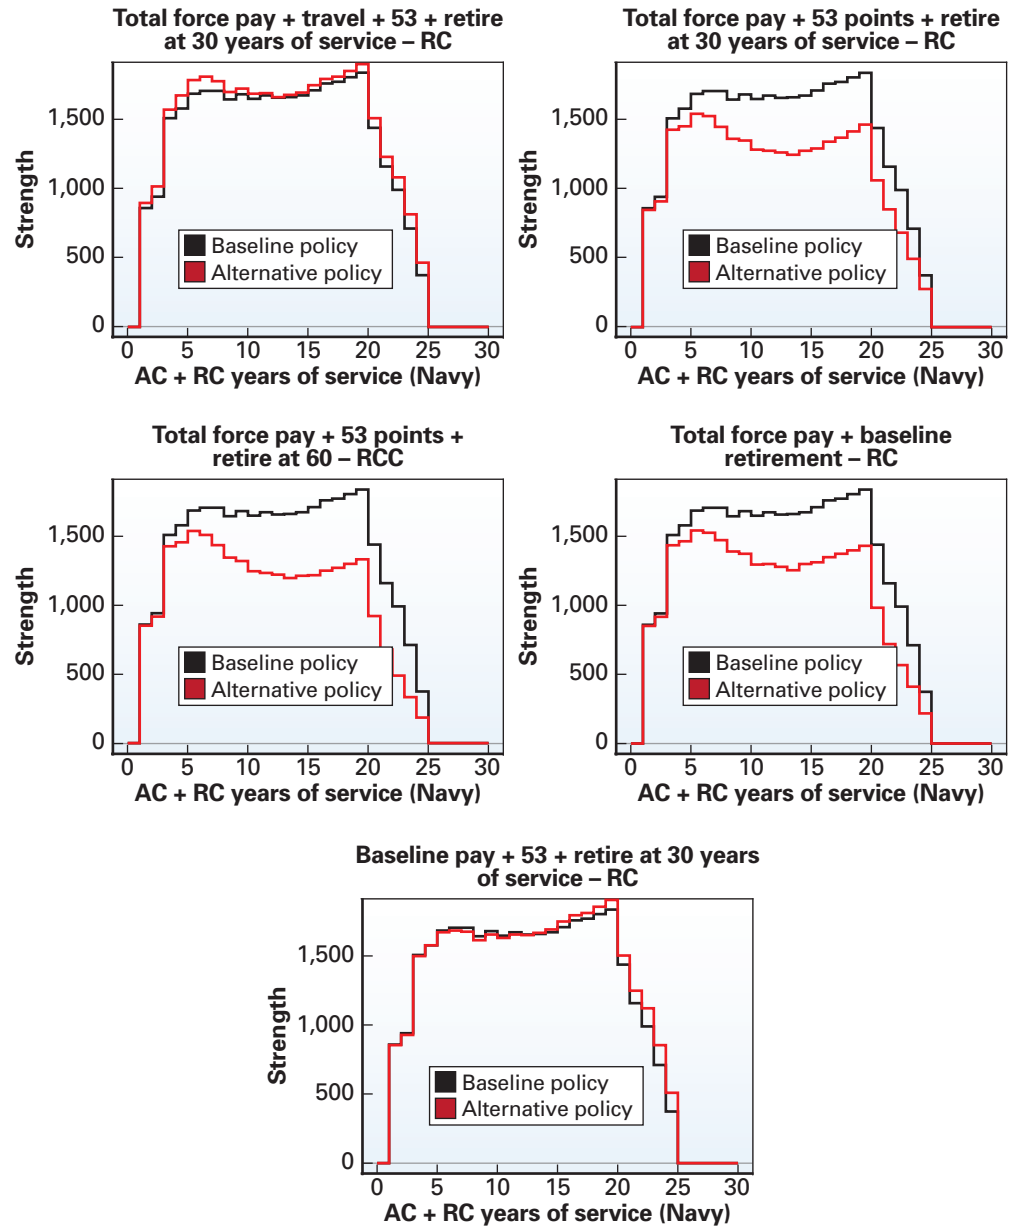 Total force pay + travel + 53 + retire
at 30 years of service – RC
Strength
1,500
1,000
500
0
Baseline policy
Alternative policy
0 5 10 15 20 25 30
AC + RC years of service (Navy)
Total force pay + 53 points + retire
at 30 years of service – RC
Strength
1,500
1,000
500
0
Baseline policy
Alternative policy
0 5 10 15 20 25 30
AC + RC years of service (Navy)
Total force pay + 53 points +
retire at 60 – RCC
Strength
1,500
1,000
500
0
Baseline policy
Alternative policy
0 5 10 15 20 25 30
AC + RC years of service (Navy)
Total force pay + baseline
retirement – RC
Strength
1,500
1,000
500
0
Baseline policy
Alternative policy
0 5 10 15 20 25 30
AC + RC years of service (Navy)
Baseline pay + 53 + retire at 30 years
of service – RC
Strength
1,500
1,000
500
0
Baseline policy
Alternative policy
0 5 10 15 20 25 30
AC + RC years of service (Navy)